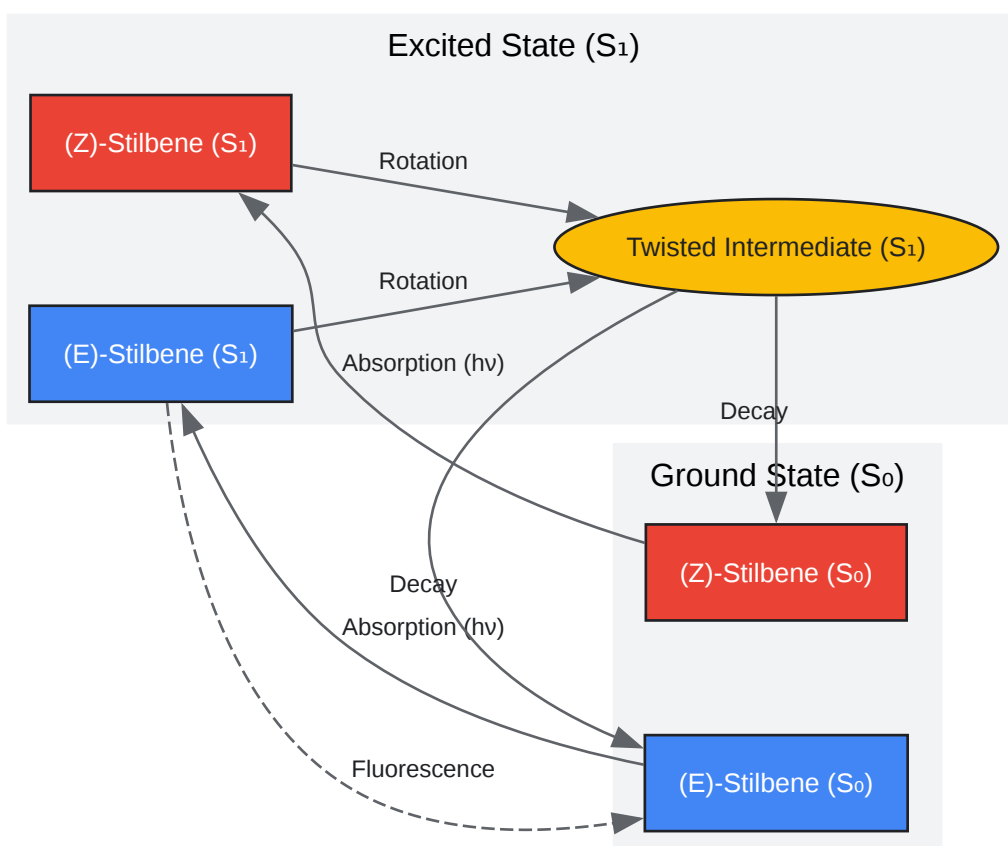 Excited State (S₁)
(Z)-Stilbene (S₁)
Rotation
Twisted Intermediate (S₁)
Rotation
(E)-Stilbene (S₁)
Absorption (hν)
Decay
Ground State (S₀)
(Z)-Stilbene (S₀)
Decay
Absorption (hν)
Fluorescence
(E)-Stilbene (S₀)